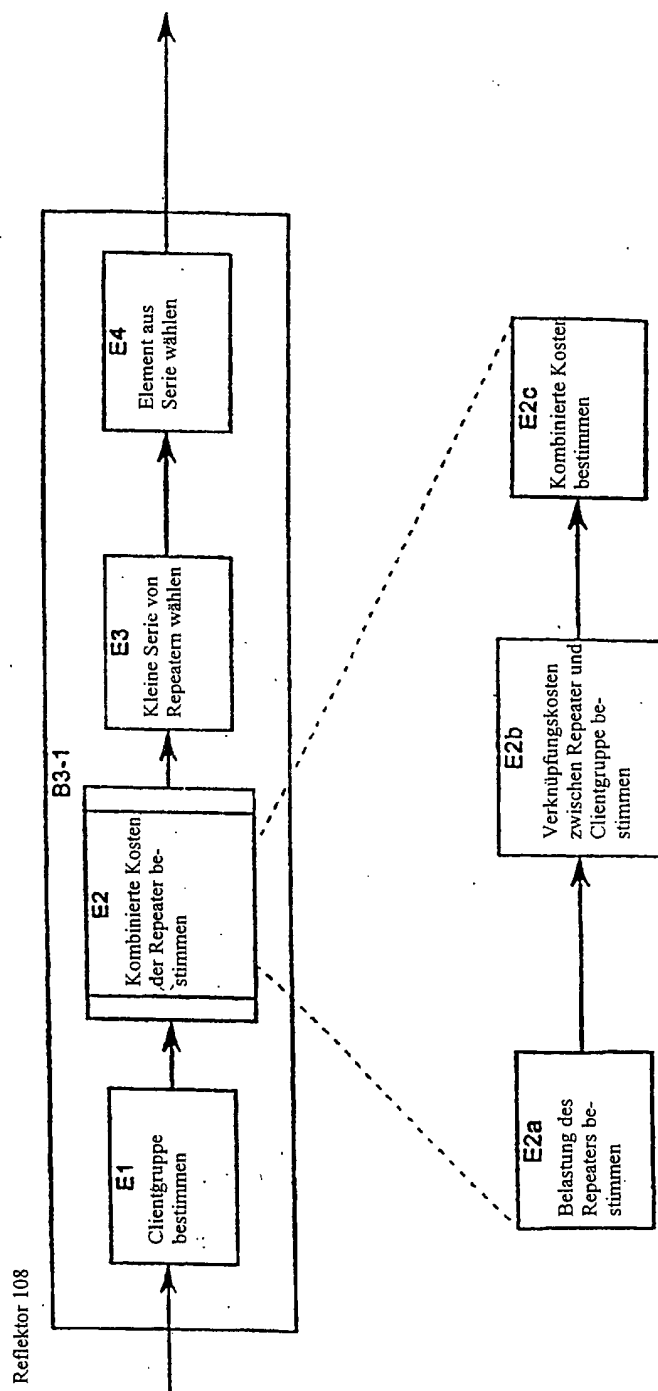 Reflektor 108
B3-1
E1
Clientgruppe
bestimmen
E2
Kombinierte Kosten
der Repeater be-
stimmen
E3
Kleine Serie von
Repeatern wählen
E4
Element aus
Serie wählen
E2a
Belastung des
Repeaters be-
stimmen
E2b
Verknüpfungskosten
zwischen Repeater und
Clientgruppe be-
stimmen
E2c
Kombinierte Kosten
bestimmen